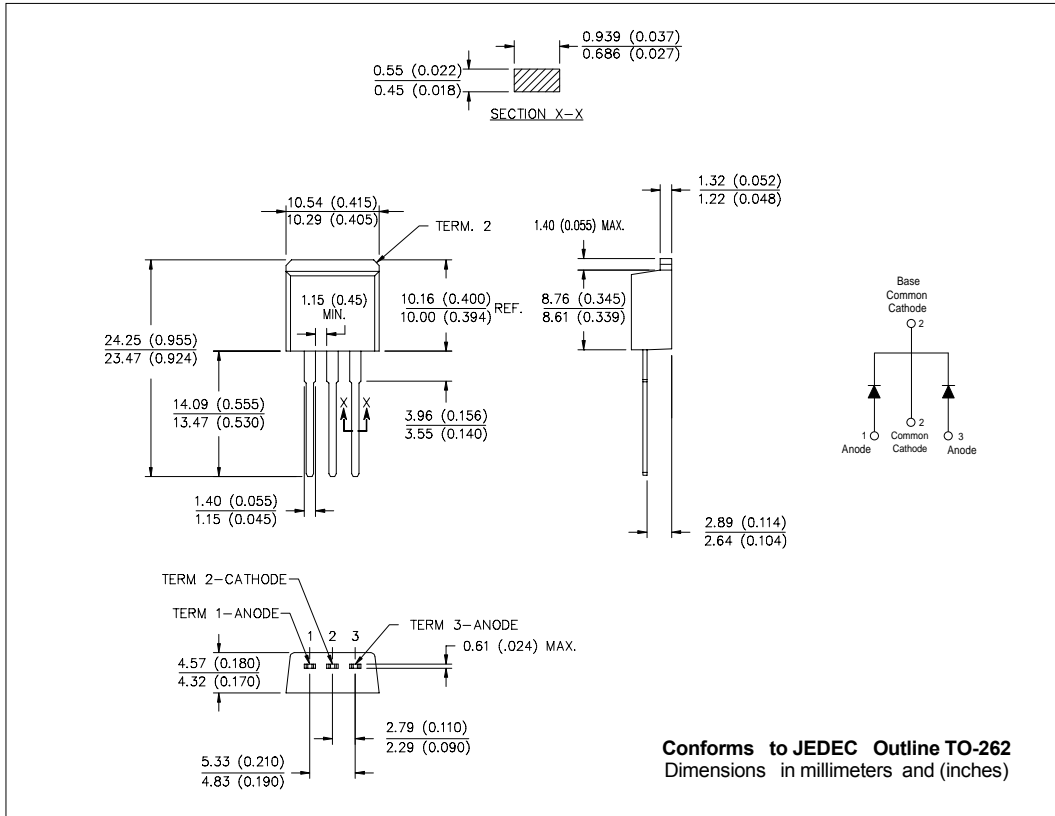 0.939 (0.037)
0.686 (0.027)
0.55 (0.022)
0.45 (0.018)
SECTION X-X
10.54 (0.415)
10.29 (0.405)
TERM. 2
1.32 (0.052)
1.22 (0.048)
1.40 (0.055) MAX.
1.15 (0.45)
MIN.
10.16 (0.400)
10.00 (0.394)
REF.
8.76 (0.345)
8.61 (0.339)
24.25 (0.955)
23.47 (0.924)
14.09 (0.555)
13.47 (0.530)
X X
3.96 (0.156)
3.55 (0.140)
1.40 (0.055)
1.15 (0.045)
2.89 (0.114)
2.64 (0.104)
Base
Common
Cathode
2
1
Anode
2
Common
Cathode
3
Anode
TERM 2-CATHODE
TERM 1-ANODE
TERM 3-ANODE
1 2 3
0.61 (.024) MAX.
4.57 (0.180)
4.32 (0.170)
2.79 (0.110)
2.29 (0.090)
5.33 (0.210)
4.83 (0.190)
Conforms to JEDEC Outline TO-262
Dimensions in millimeters and (inches)